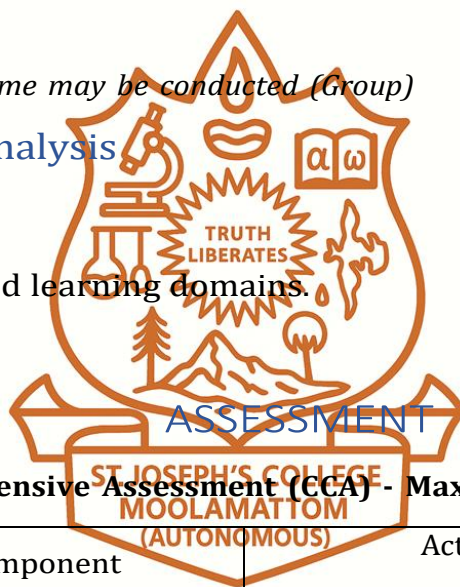 me may be conducted (Group)
nalysis
α ω
TRUTH
LIBERATES
d learning domains.
ASSESSMENT
ensive Assessment (CCA) - Max
ST. JOSEPH'S COLLEGE
MOOLAMATTOM
(AUTONOMOUS)
mponent
Act